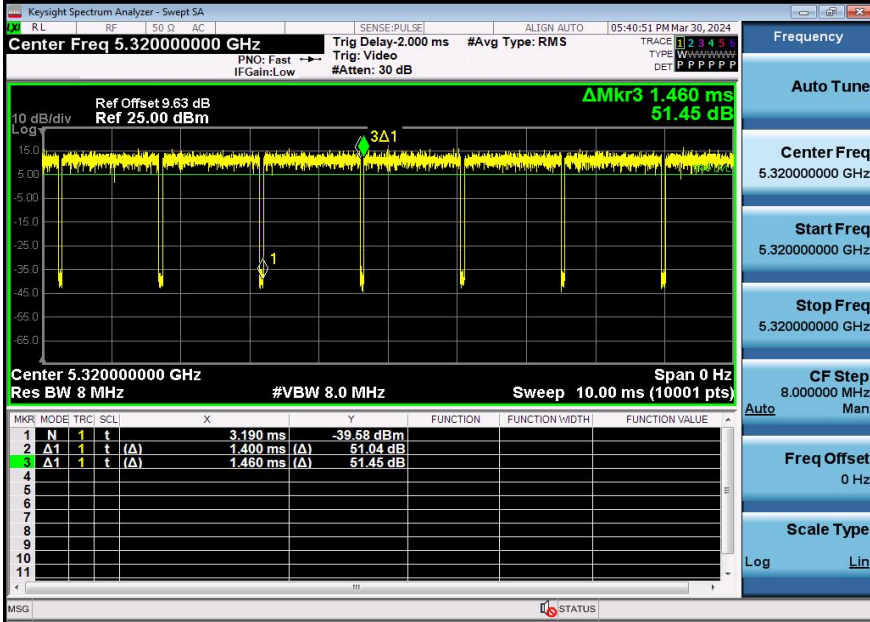 Keysight Spectrum Analyzer - Swept SA
LXI RL RF 50 Ω AC SENSE:PULSE ALIGN AUTO 05:40:51 PM Mar 30, 2024
Center Freq 5.320000000 GHz
PNO: Fast
IFGain:Low
Trig Delay-2.000 ms
Trig: Video
#Atten: 30 dB
#Avg Type: RMS
TRACE 1 2 3 4 5 6
TYPE WWWWWW
DET P P P P P P
10 dB/div
Log
Ref Offset 9.63 dB
Ref 25.00 dBm
ΔMkr3 1.460 ms
51.45 dB
3Δ1
15.0
5.00
-5.00
-15.0
-25.0
-35.0
1
-45.0
-55.0
-65.0
Center 5.320000000 GHz Span 0 Hz
Res BW 8 MHz #VBW 8.0 MHz Sweep 10.00 ms (10001 pts)
MKR MODE TRC SCL X Y FUNCTION FUNCTION WIDTH FUNCTION VALUE
1 N 1 t 3.190 ms -39.58 dBm
2 Δ1 1 t (Δ) 1.400 ms (Δ) 51.04 dB
3 Δ1 1 t (Δ) 1.460 ms (Δ) 51.45 dB
4
5
6
7
8
9
10
11
MSG STATUS
Frequency
Auto Tune
Center Freq
5.320000000 GHz
Start Freq
5.320000000 GHz
Stop Freq
5.320000000 GHz
CF Step
8.000000 MHz
Auto Man
Freq Offset
0 Hz
Scale Type
Log Lin